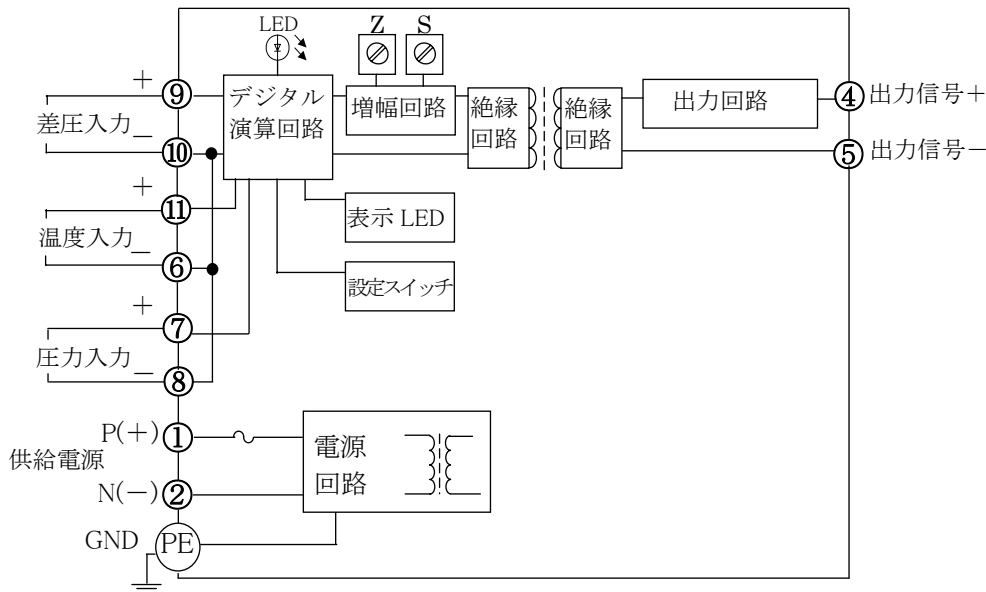 LED
Z
S
+
⑨
差圧入力
−
⑩
デジタル
演算回路
増幅回路
絶縁
回路
絶縁
回路
出力回路
④ 出力信号+
⑤ 出力信号−
+
⑪
温度入力
−
⑥
表示 LED
設定スイッチ
+
⑦
圧力入力
−
⑧
P(+) ①
供給電源
N(−) ②
電源
回路
GND
PE